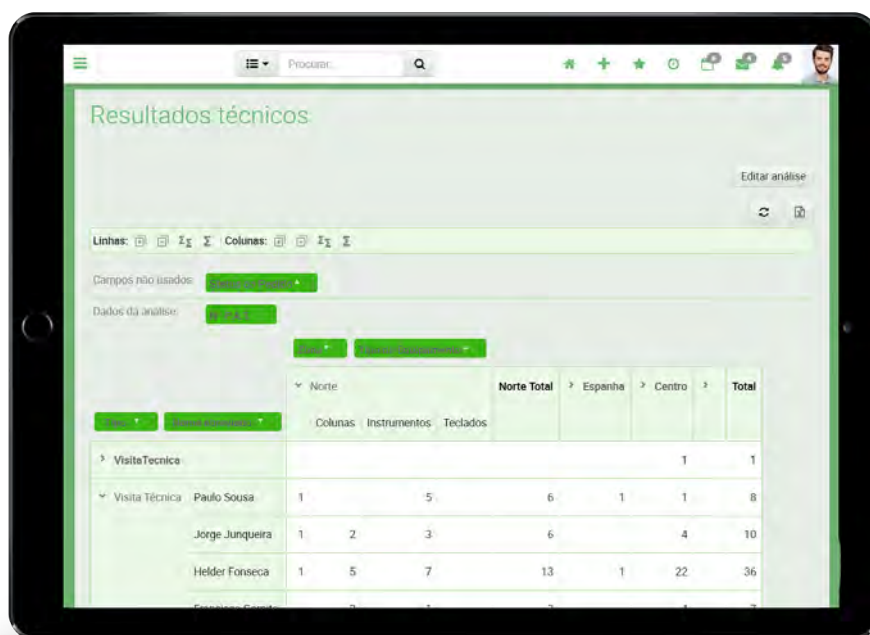 Procurar...
Resultados técnicos
Editar análise
Linhas: Σ Colunas: Σ
Campos não usados:
Dados da análise:
Norte Norte Total Espanha Centro Total
Colunas Instrumentos Teclados
VisitaTecnica 1 1
Visita Técnica Paulo Sousa 1 5 6 1 1 8
Jorge Junqueira 1 2 3 6 4 10
Helder Fonseca 1 5 7 13 1 22 36